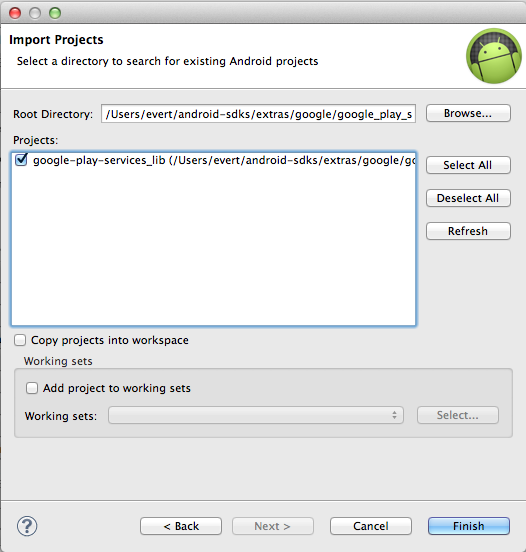 Import Projects
Select a directory to search for existing Android projects
Root Directory: /Users/evert/android-sdks/extras/google/google_play_s Browse...
Projects:
google-play-services_lib (/Users/evert/android-sdks/extras/google/go
Select All
Deselect All
Refresh
Copy projects into workspace
Working sets
Add project to working sets
Working sets: Select...
? < Back Next > Cancel Finish